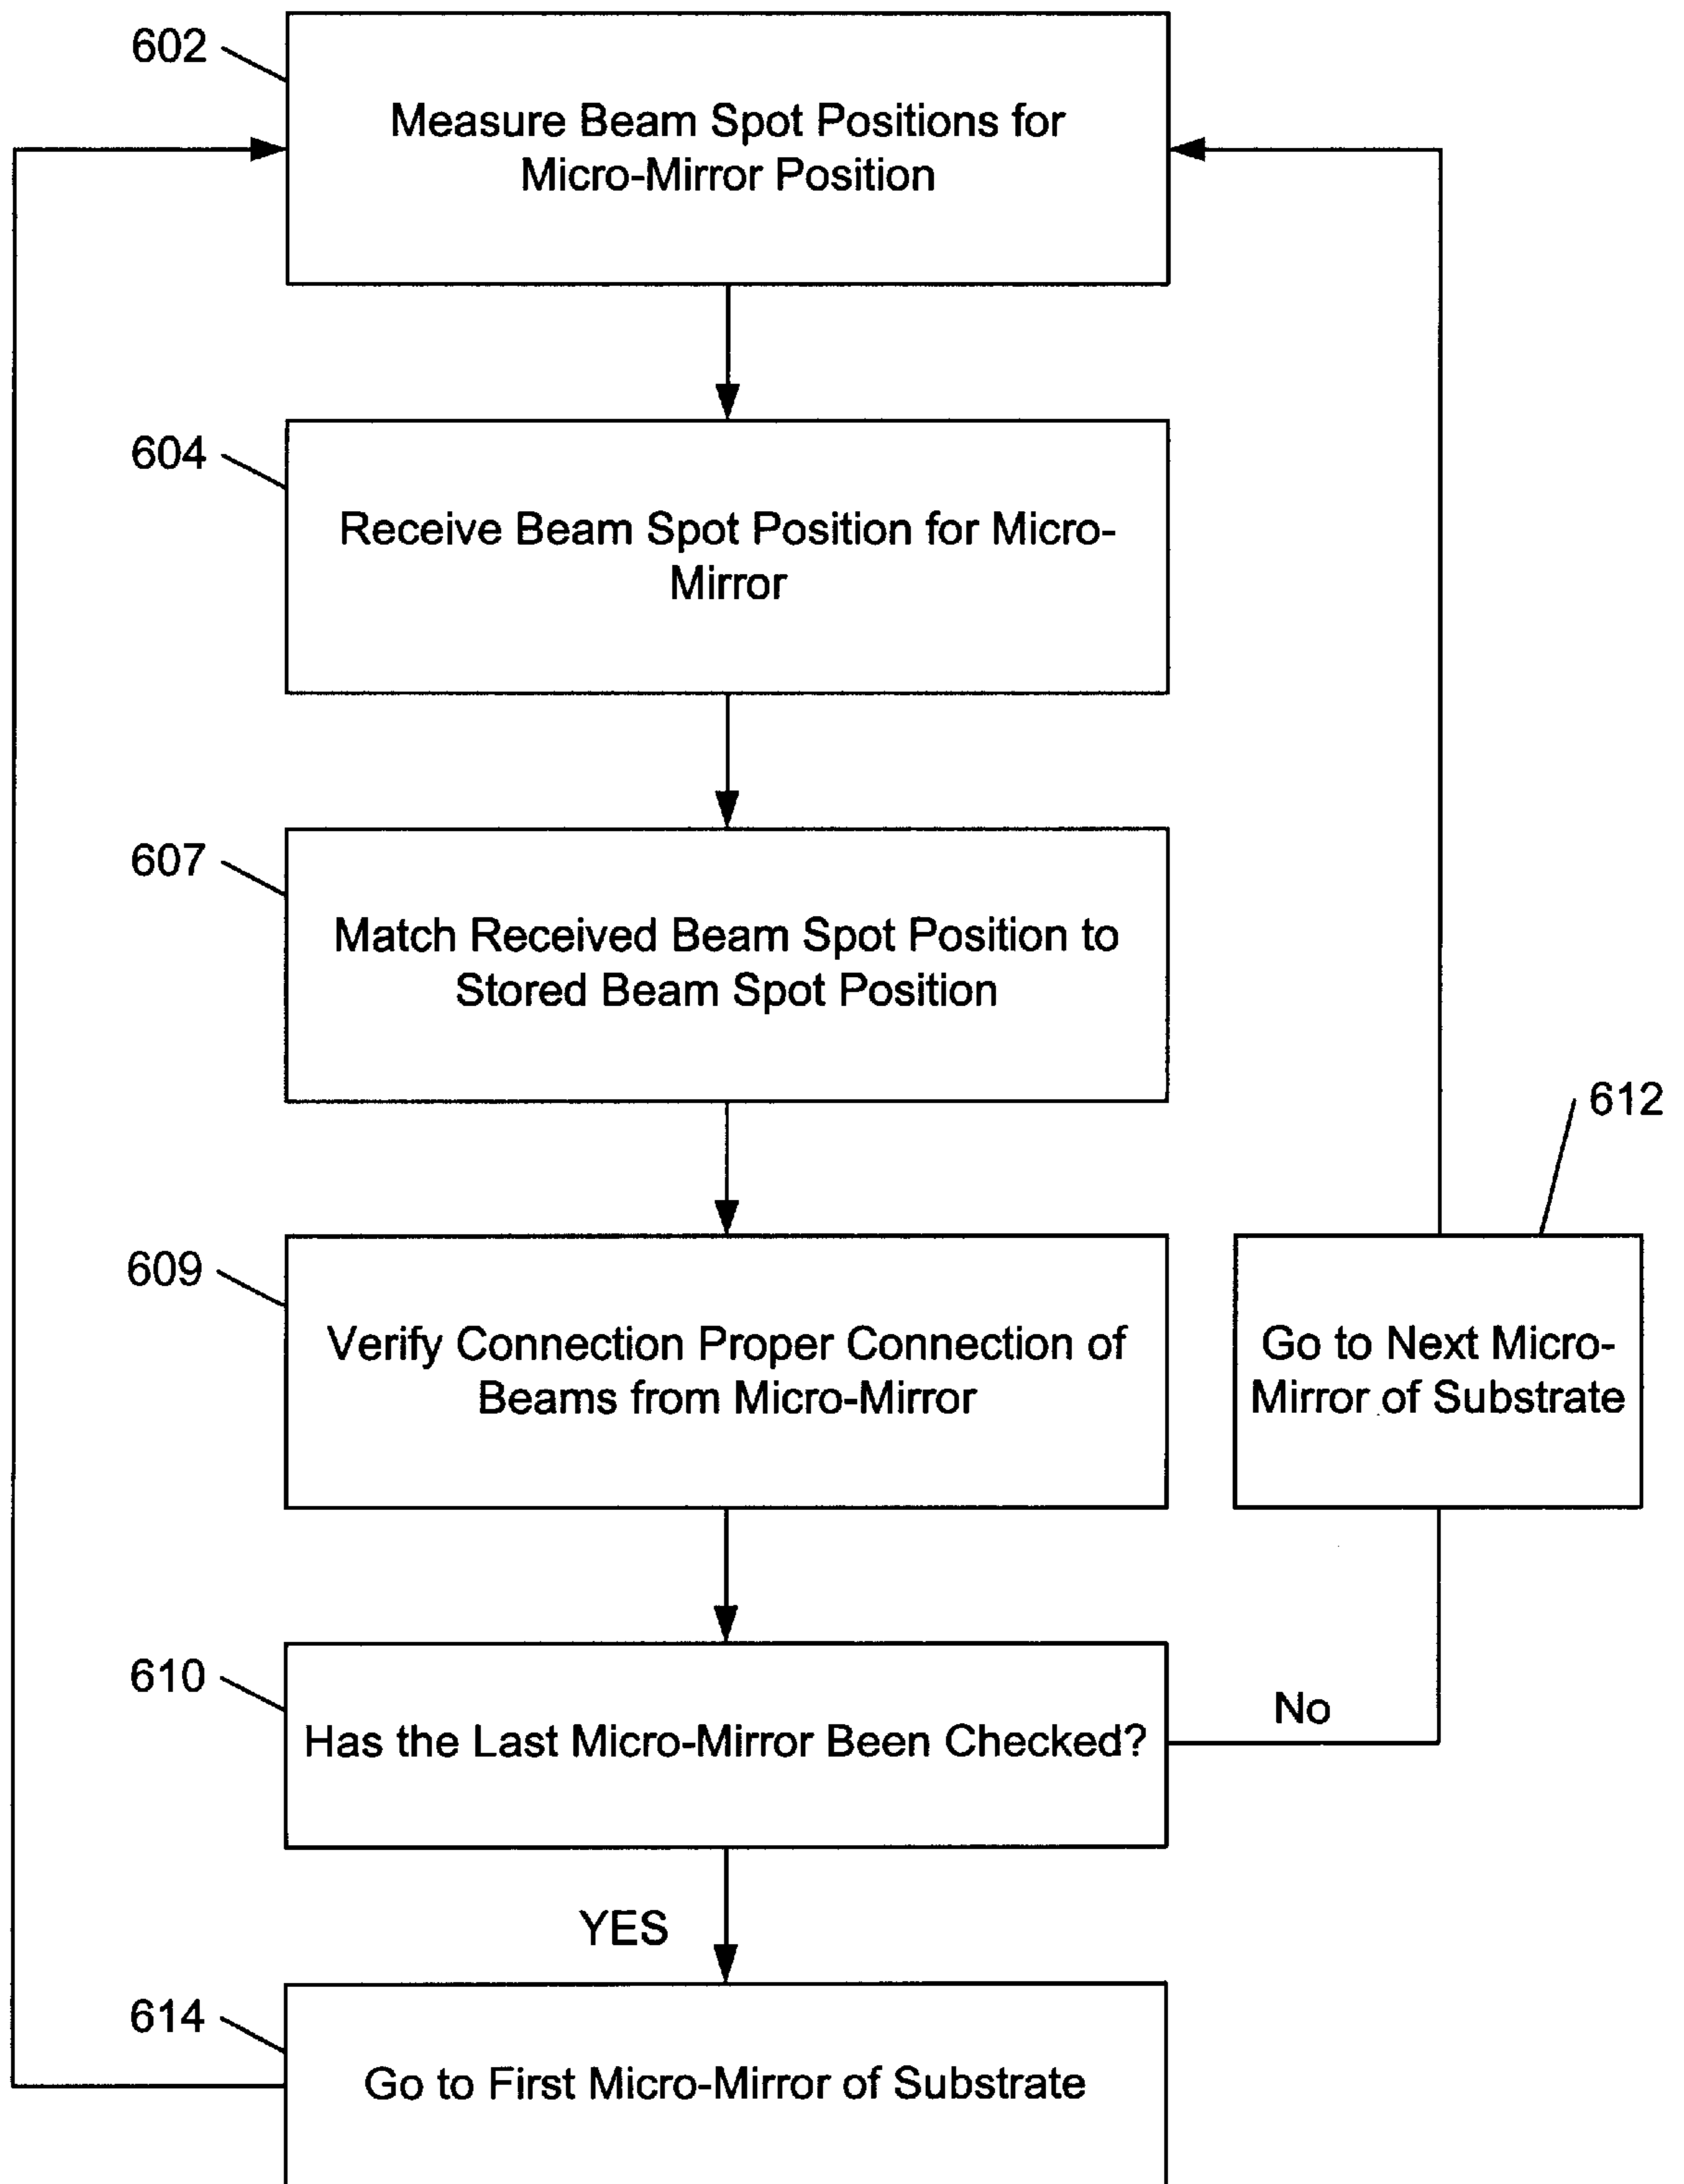 602
Measure Beam Spot Positions for
Micro-Mirror Position
604
Receive Beam Spot Position for Micro-
Mirror
607
Match Received Beam Spot Position to
Stored Beam Spot Position
612
609
Verify Connection Proper Connection of
Beams from Micro-Mirror
Go to Next Micro-
Mirror of Substrate
610
Has the Last Micro-Mirror Been Checked?
No
YES
614
Go to First Micro-Mirror of Substrate